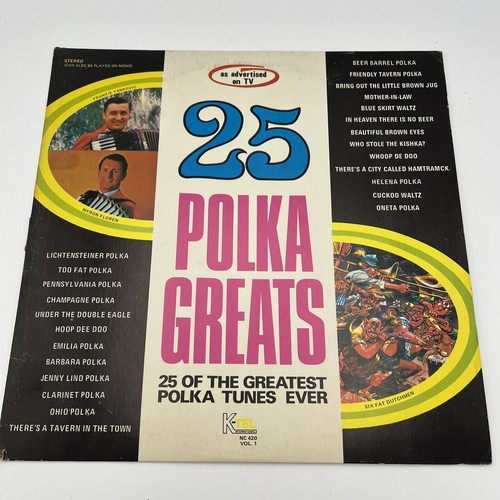 STEREO
(CAN ALSO BE PLAYED ON MONO)
FRANKIE YANKOVIC
MYRON FLOREN
LICHTENSTEINER POLKA
TOO FAT POLKA
PENNSYLVANIA POLKA
CHAMPAGNE POLKA
UNDER THE DOUBLE EAGLE
HOOP DEE DOO
EMILIA POLKA
BARBARA POLKA
JENNY LIND POLKA
CLARINET POLKA
OHIO POLKA
THERE'S A TAVERN IN THE TOWN
as advertised
on TV
25
POLKA
GREATS
25 OF THE GREATEST
POLKA TUNES EVER
K-TEL
INTERNATIONAL
NC 420
VOL. 1
BEER BARREL POLKA
FRIENDLY TAVERN POLKA
BRING OUT THE LITTLE BROWN JUG
MOTHER-IN-LAW
BLUE SKIRT WALTZ
IN HEAVEN THERE IS NO BEER
BEAUTIFUL BROWN EYES
WHO STOLE THE KISHKA?
WHOOP DE DOO
THERE'S A CITY CALLED HAMTRAMCK.
HELENA POLKA
CUCKOO WALTZ
ONETA POLKA
SIX FAT DUTCHMEN